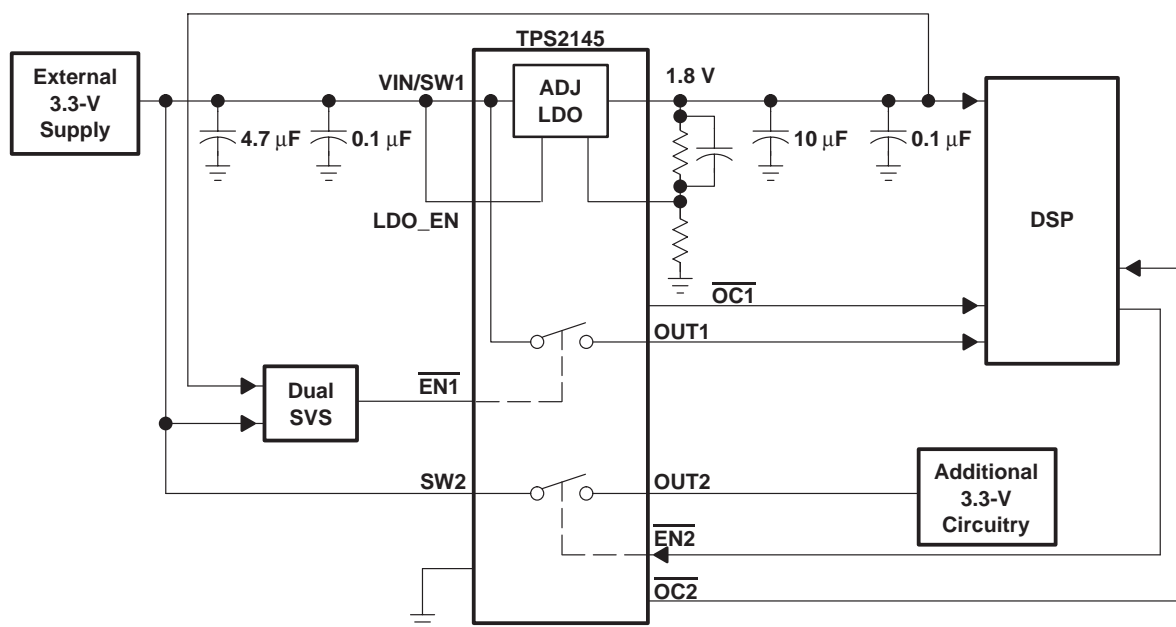 TPS2145
External
3.3-V
Supply
VIN/SW1
ADJ
LDO
1.8 V
4.7 μF
0.1 μF
10 μF
0.1 μF
LDO_EN
DSP
OC1
OUT1
Dual
SVS
EN1
SW2
OUT2
Additional
3.3-V
Circuitry
EN2
OC2